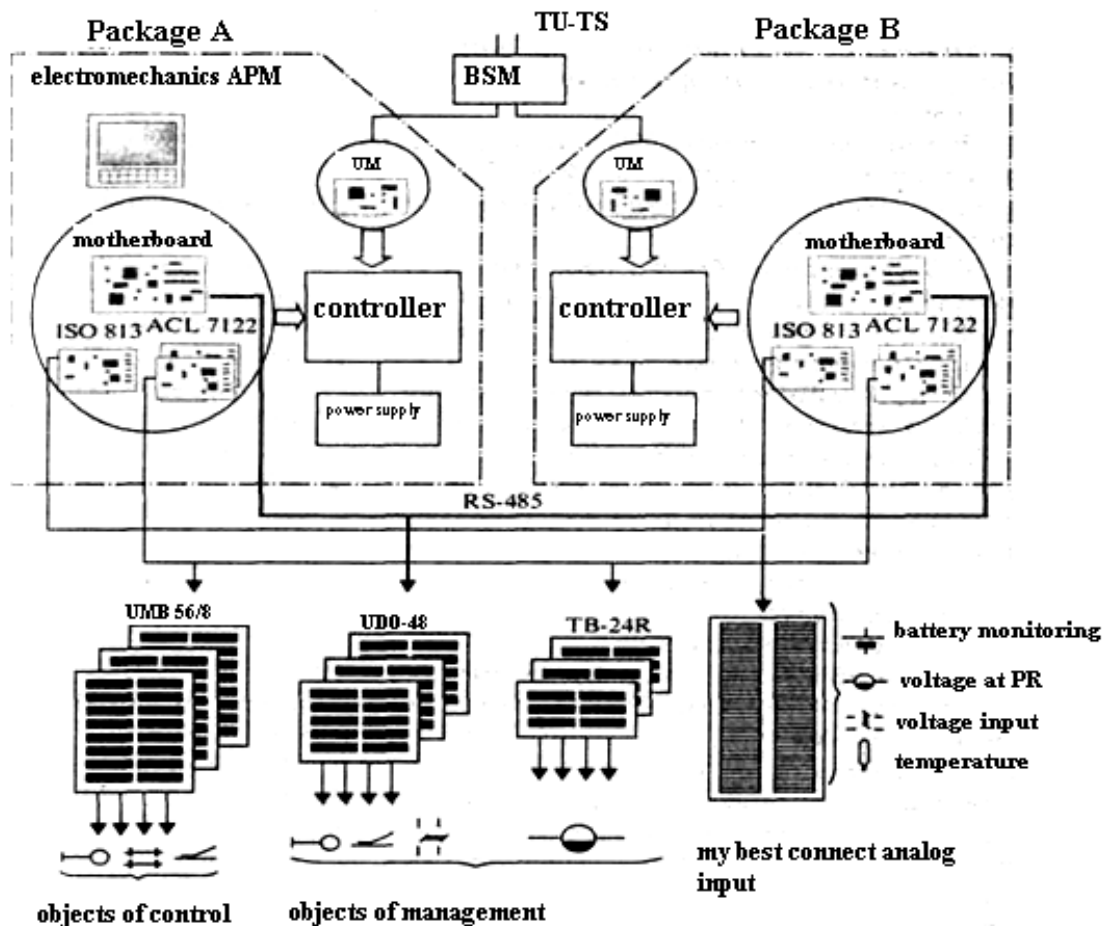 Package A
TU-TS
Package B
electromechanics APM
BSM
UM
UM
motherboard
motherboard
controller
controller
ISO 813
ACL 7122
ISO 813
ACL 7122
power supply
power supply
RS-485
UMB 56/8
UDO-48
TB-24R
battery monitoring
voltage at PR
voltage input
temperature
my best connect analog
input
objects of control
objects of management